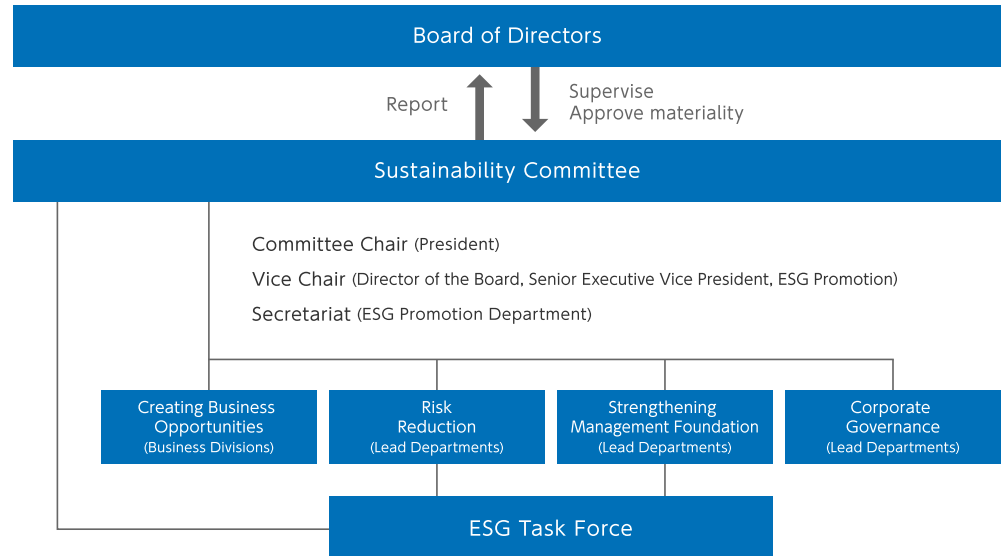 Board of Directors
Report
Supervise
Approve materiality
Sustainability Committee
Committee Chair (President)
Vice Chair (Director of the Board, Senior Executive Vice President, ESG Promotion)
Secretariat (ESG Promotion Department)
Creating Business
Opportunities
(Business Divisions)
Risk
Reduction
(Lead Departments)
Strengthening
Management Foundation
(Lead Departments)
Corporate
Governance
(Lead Departments)
ESG Task Force